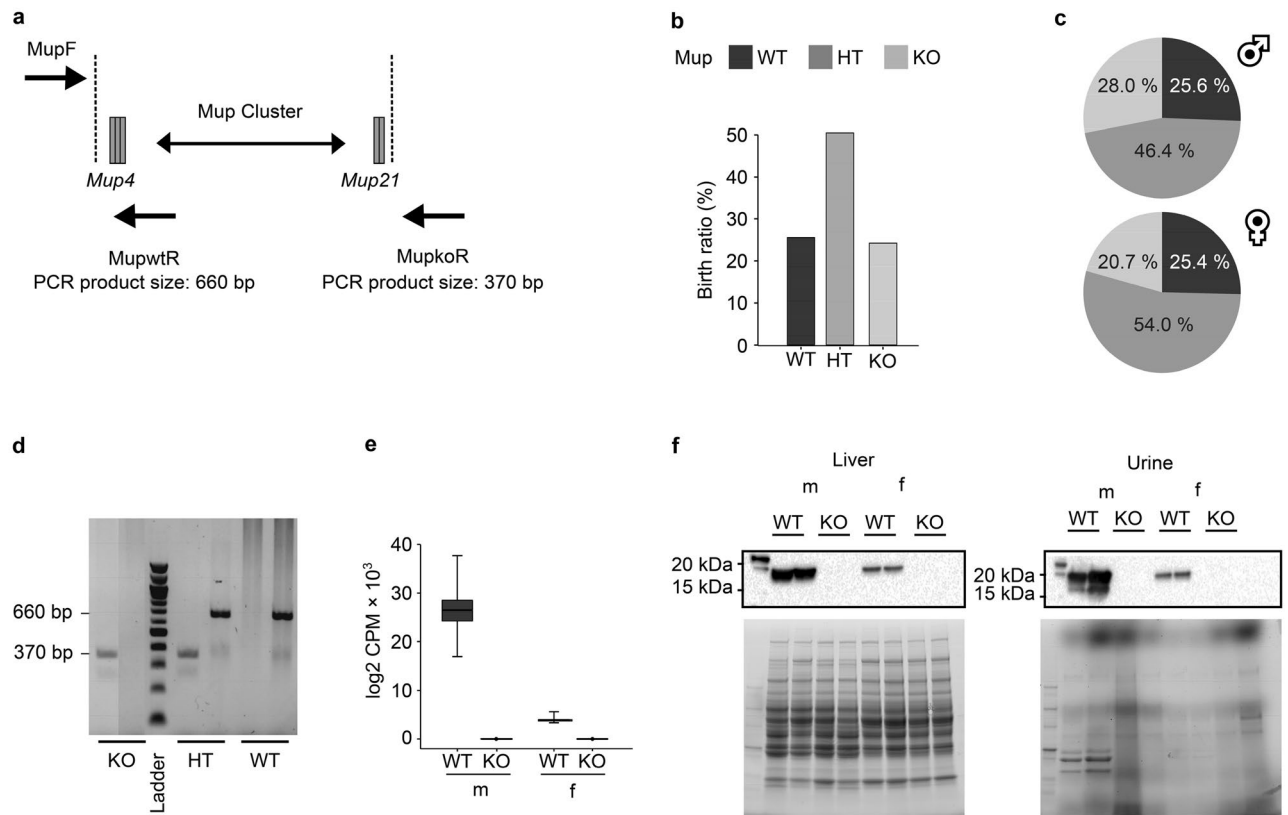 a
MupF
Mup Cluster
Mup4
Mup21
MupwtR
PCR product size: 660 bp
MupkoR
PCR product size: 370 bp
b
Mup WT HT KO
Birth ratio (%)
50
40
30
20
10
0
WT HT KO
c
28.0 % 25.6 %
46.4 %
20.7 % 25.4 %
54.0 %
d
660 bp
370 bp
KO Ladder HT WT
e
log2 CPM × 10³
40
30
20
10
0
WT KO WT KO
m f
f
Liver
m f
WT KO WT KO
20 kDa
15 kDa
Urine
m f
WT KO WT KO
20 kDa
15 kDa